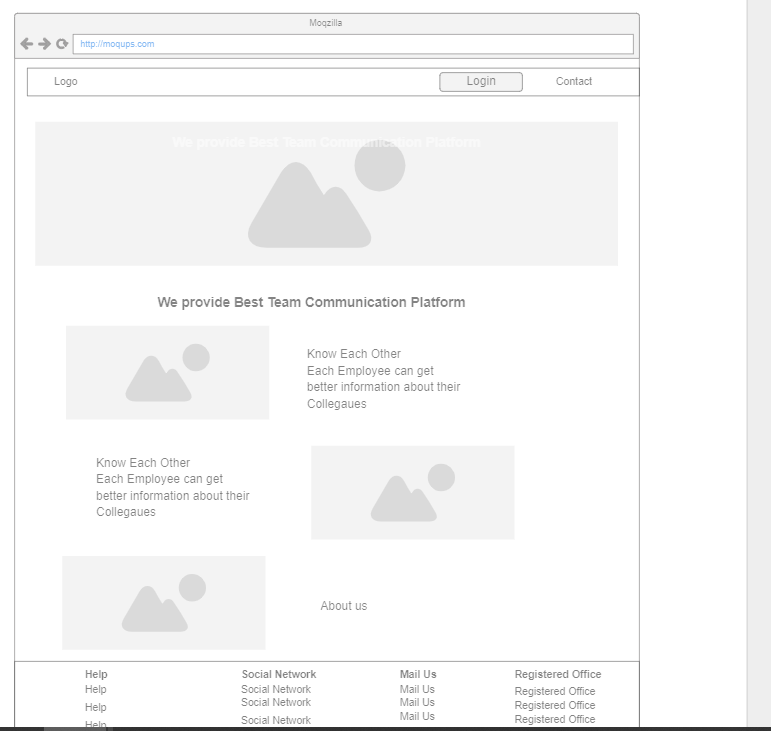 Moqzilla
http://moqups.com
Logo
Login
Contact
We provide Best Team Communication Platform
We provide Best Team Communication Platform
Know Each Other
Each Employee can get
better information about their
Collegaues
Know Each Other
Each Employee can get
better information about their
Collegaues
About us
Help
Social Network
Mail Us
Registered Office
Help
Social Network
Mail Us
Registered Office
Help
Social Network
Mail Us
Registered Office
Help
Social Network
Mail Us
Registered Office